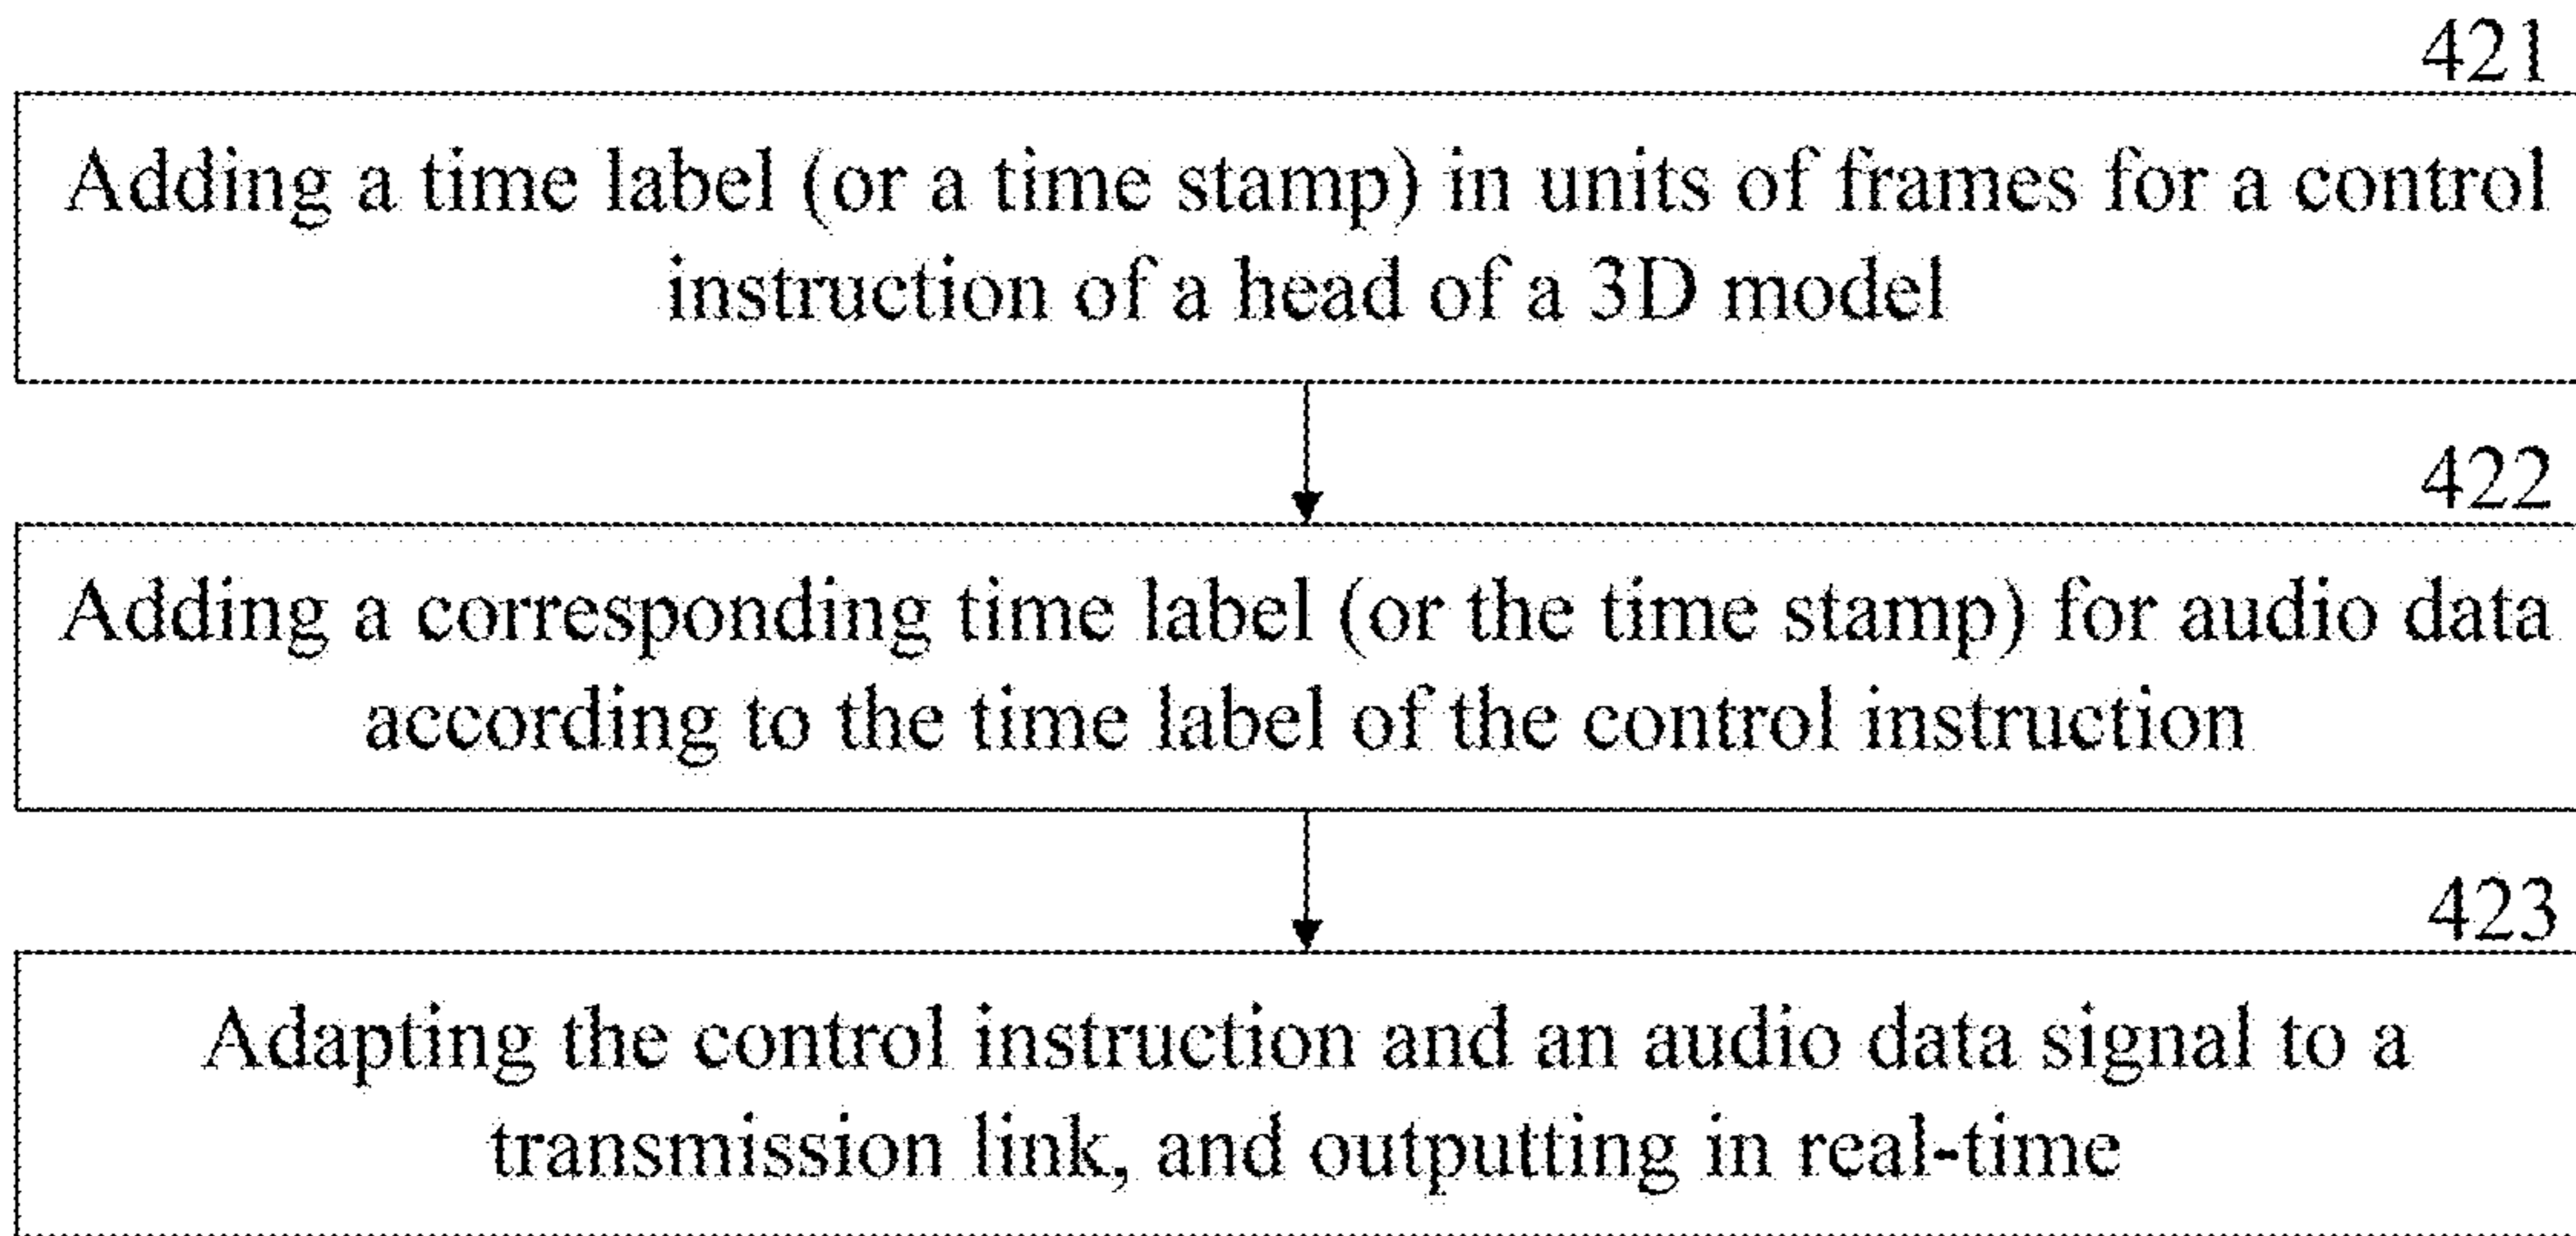 421
Adding a time label (or a time stamp) in units of frames for a control
instruction of a head of a 3D model
422
Adding a corresponding time label (or the time stamp) for audio data
according to the time label of the control instruction
423
Adapting the control instruction and an audio data signal to a
transmission link, and outputting in real-time